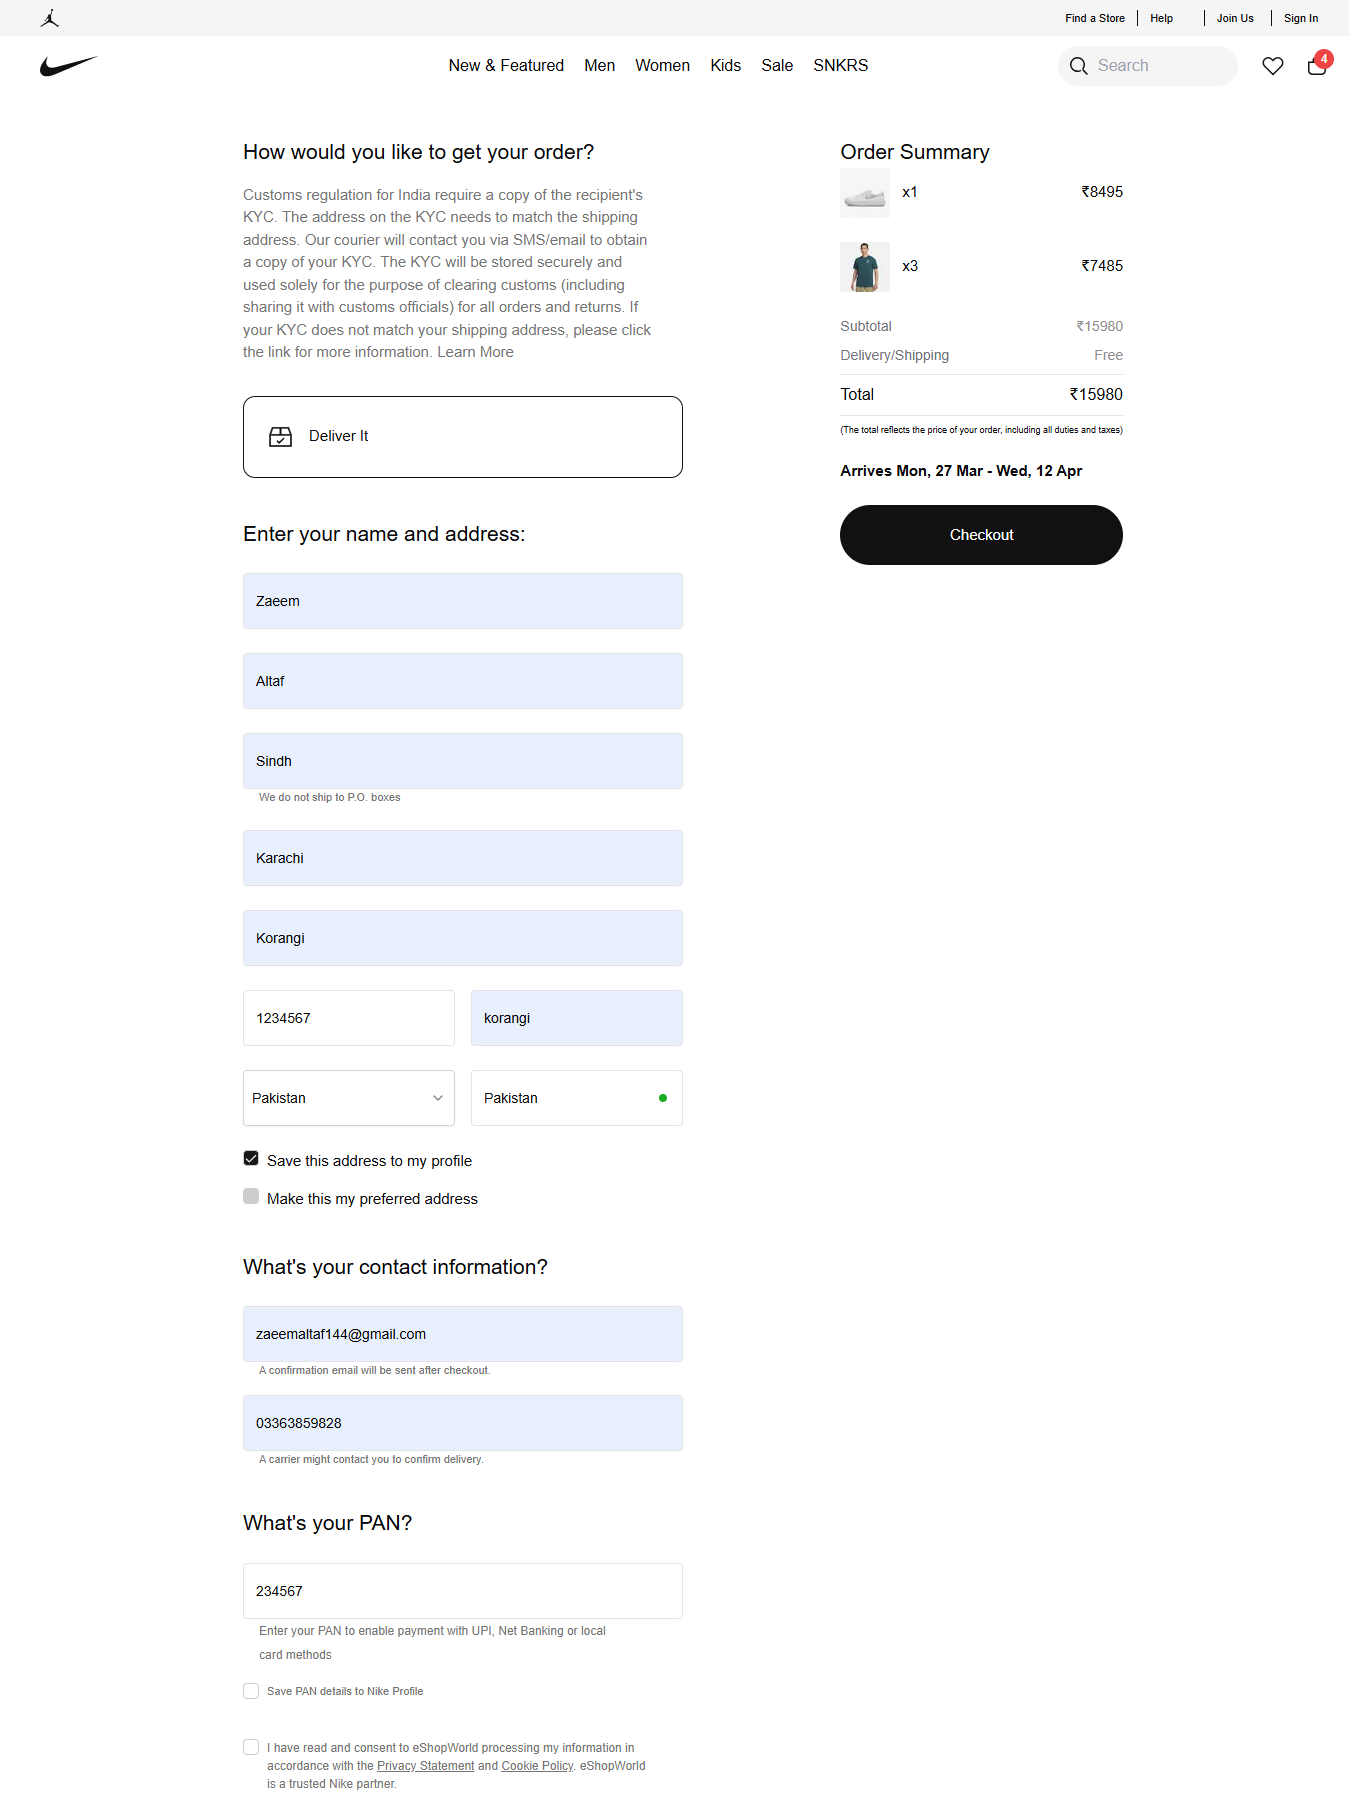 Find a Store
Help
Join Us
Sign In
New & Featured
Men
Women
Kids
Sale
SNKRS
Search
4
How would you like to get your order?
Customs regulation for India require a copy of the recipient's
KYC. The address on the KYC needs to match the shipping
address. Our courier will contact you via SMS/email to obtain
a copy of your KYC. The KYC will be stored securely and
used solely for the purpose of clearing customs (including
sharing it with customs officials) for all orders and returns. If
your KYC does not match your shipping address, please click
the link for more information. Learn More
Deliver It
Enter your name and address:
Zaeem
Altaf
Sindh
We do not ship to P.O. boxes
Karachi
Korangi
1234567
korangi
Pakistan
Pakistan
Save this address to my profile
Make this my preferred address
What's your contact information?
zaeemaltaf144@gmail.com
A confirmation email will be sent after checkout.
03363859828
A carrier might contact you to confirm delivery.
What's your PAN?
234567
Enter your PAN to enable payment with UPI, Net Banking or local
card methods
Save PAN details to Nike Profile
I have read and consent to eShopWorld processing my information in
accordance with the Privacy Statement and Cookie Policy. eShopWorld
is a trusted Nike partner.
Order Summary
x1 ₹8495
x3 ₹7485
Subtotal ₹15980
Delivery/Shipping Free
Total ₹15980
(The total reflects the price of your order, including all duties and taxes)
Arrives Mon, 27 Mar - Wed, 12 Apr
Checkout